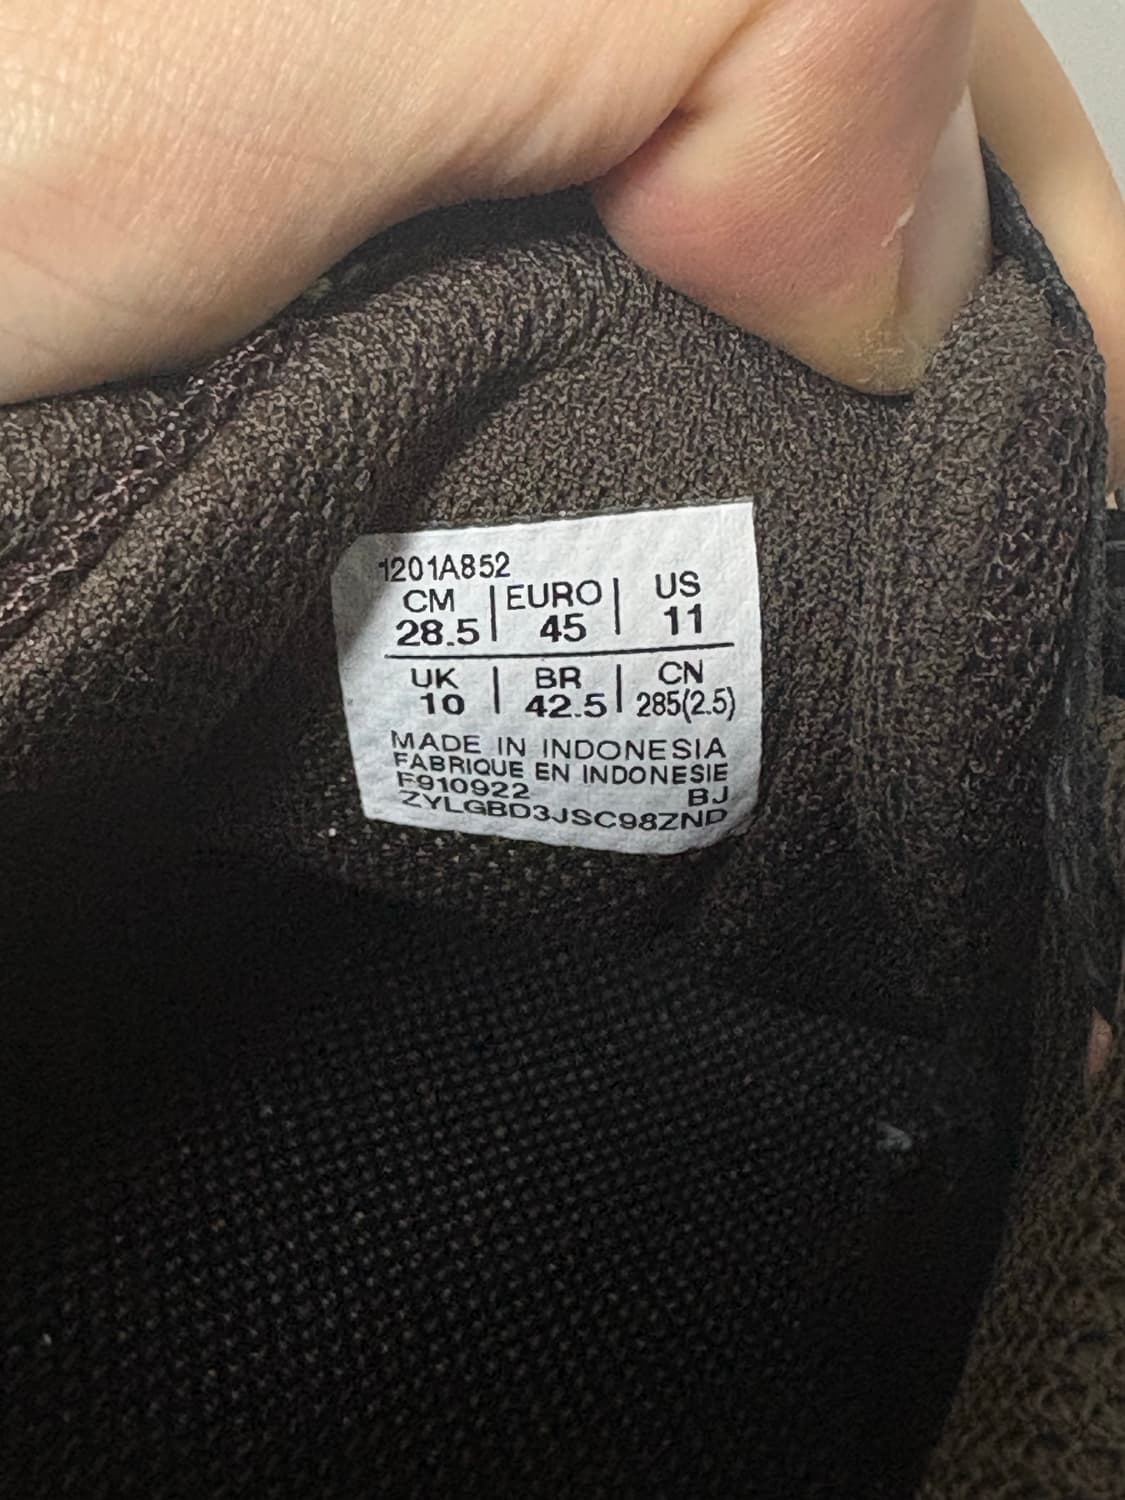 1201A852
CM | EURO | US
28.5 | 45 | 11
UK | BR | CN
10 | 42.5 | 285(2.5)
MADE IN INDONESIA
FABRIQUE EN INDONESIE
F910922 BJ
ZYLGBD3JSC98ZND